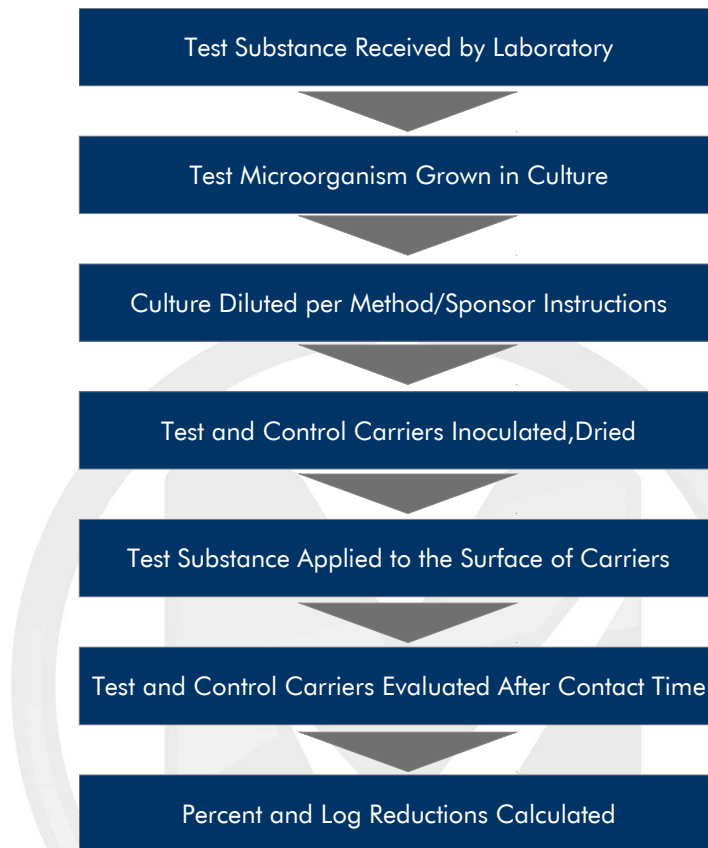 Test Substance Received by Laboratory
Test Microorganism Grown in Culture
Culture Diluted per Method/Sponsor Instructions
Test and Control Carriers Inoculated,Dried
Test Substance Applied to the Surface of Carriers
Test and Control Carriers Evaluated After Contact Time
Percent and Log Reductions Calculated